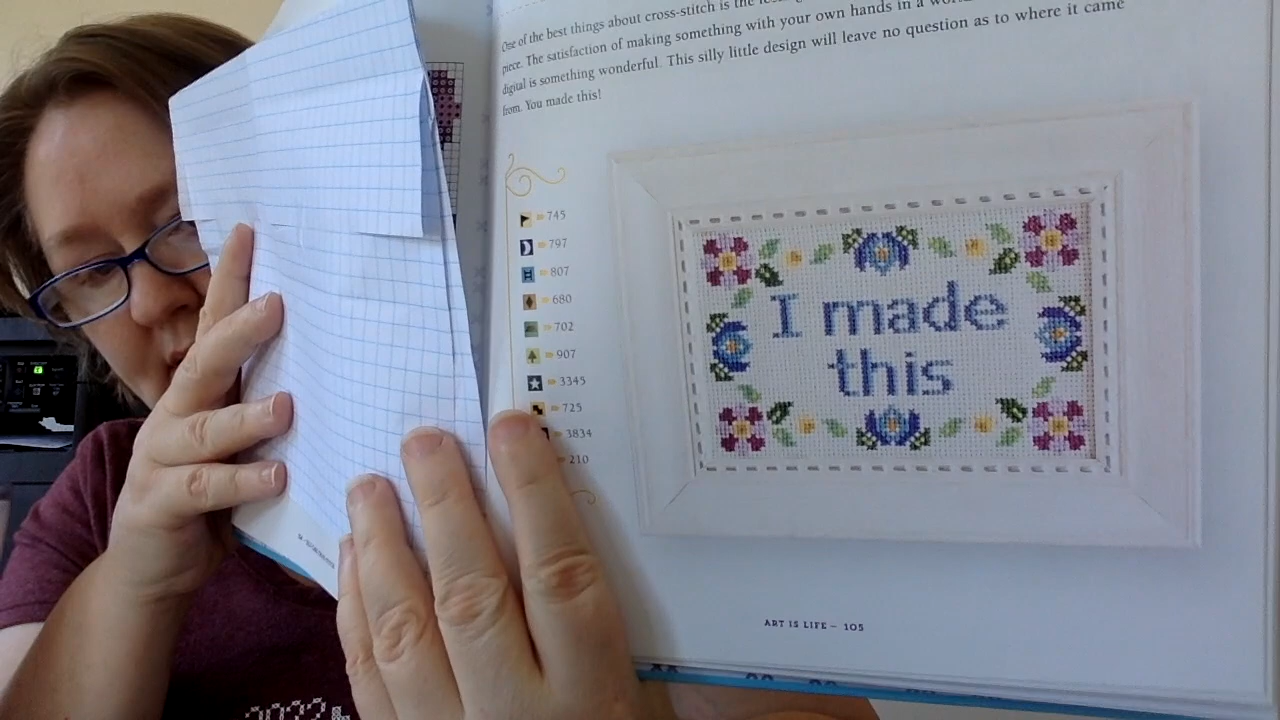 One of the best things about cross-stitch is the
piece. The satisfaction of making something with your own hands in a
digital is something wonderful. This silly little design will leave no question as to where it came
from. You made this!
745
797
807
680
702
907
3345
725
3834
210
I made
this
ART IS LIFE – 105
2022